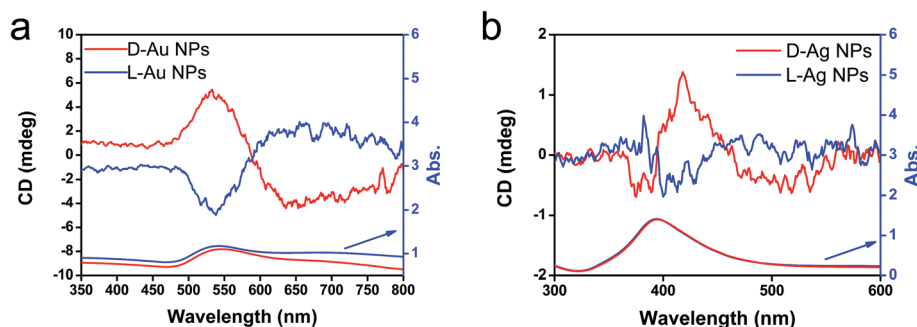 a
D-Au NPs
L-Au NPs
CD (mdeg)
10
8
6
4
2
0
-2
-4
-6
-8
-10
350 400 450 500 550 600 650 700 750 800
Wavelength (nm)
6
5
4
3
2
1
0
Abs.
b
D-Ag NPs
L-Ag NPs
CD (mdeg)
2
1
0
-1
-2
300 400 500 600
Wavelength (nm)
6
5
4
3
2
1
0
Abs.